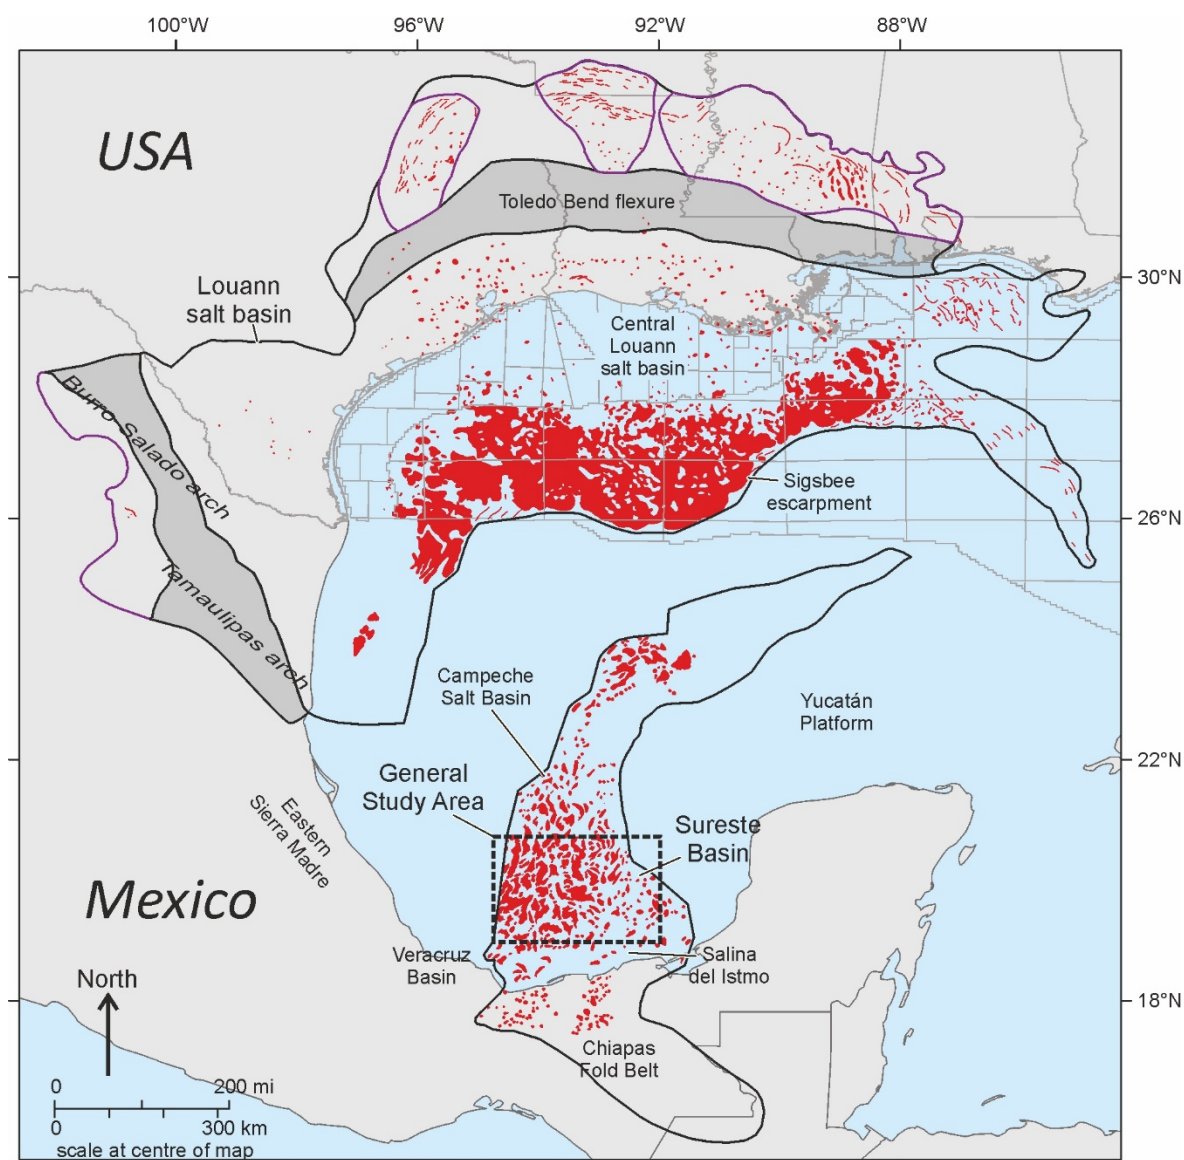 100°W
96°W
92°W
88°W
USA
Toledo Bend flexure
30°N
Louann
salt basin
Central
Louann
salt basin
Burro Salado arch
Sigsbee
escarpment
26°N
Tamaulipas arch
Campeche
Salt Basin
Yucatán
Platform
22°N
General
Study Area
Eastern
Sierra Madre
Sureste
Basin
Mexico
Veracruz
Basin
Salina
del Istmo
North
18°N
Chiapas
Fold Belt
0
200 mi
0
300 km
scale at centre of map